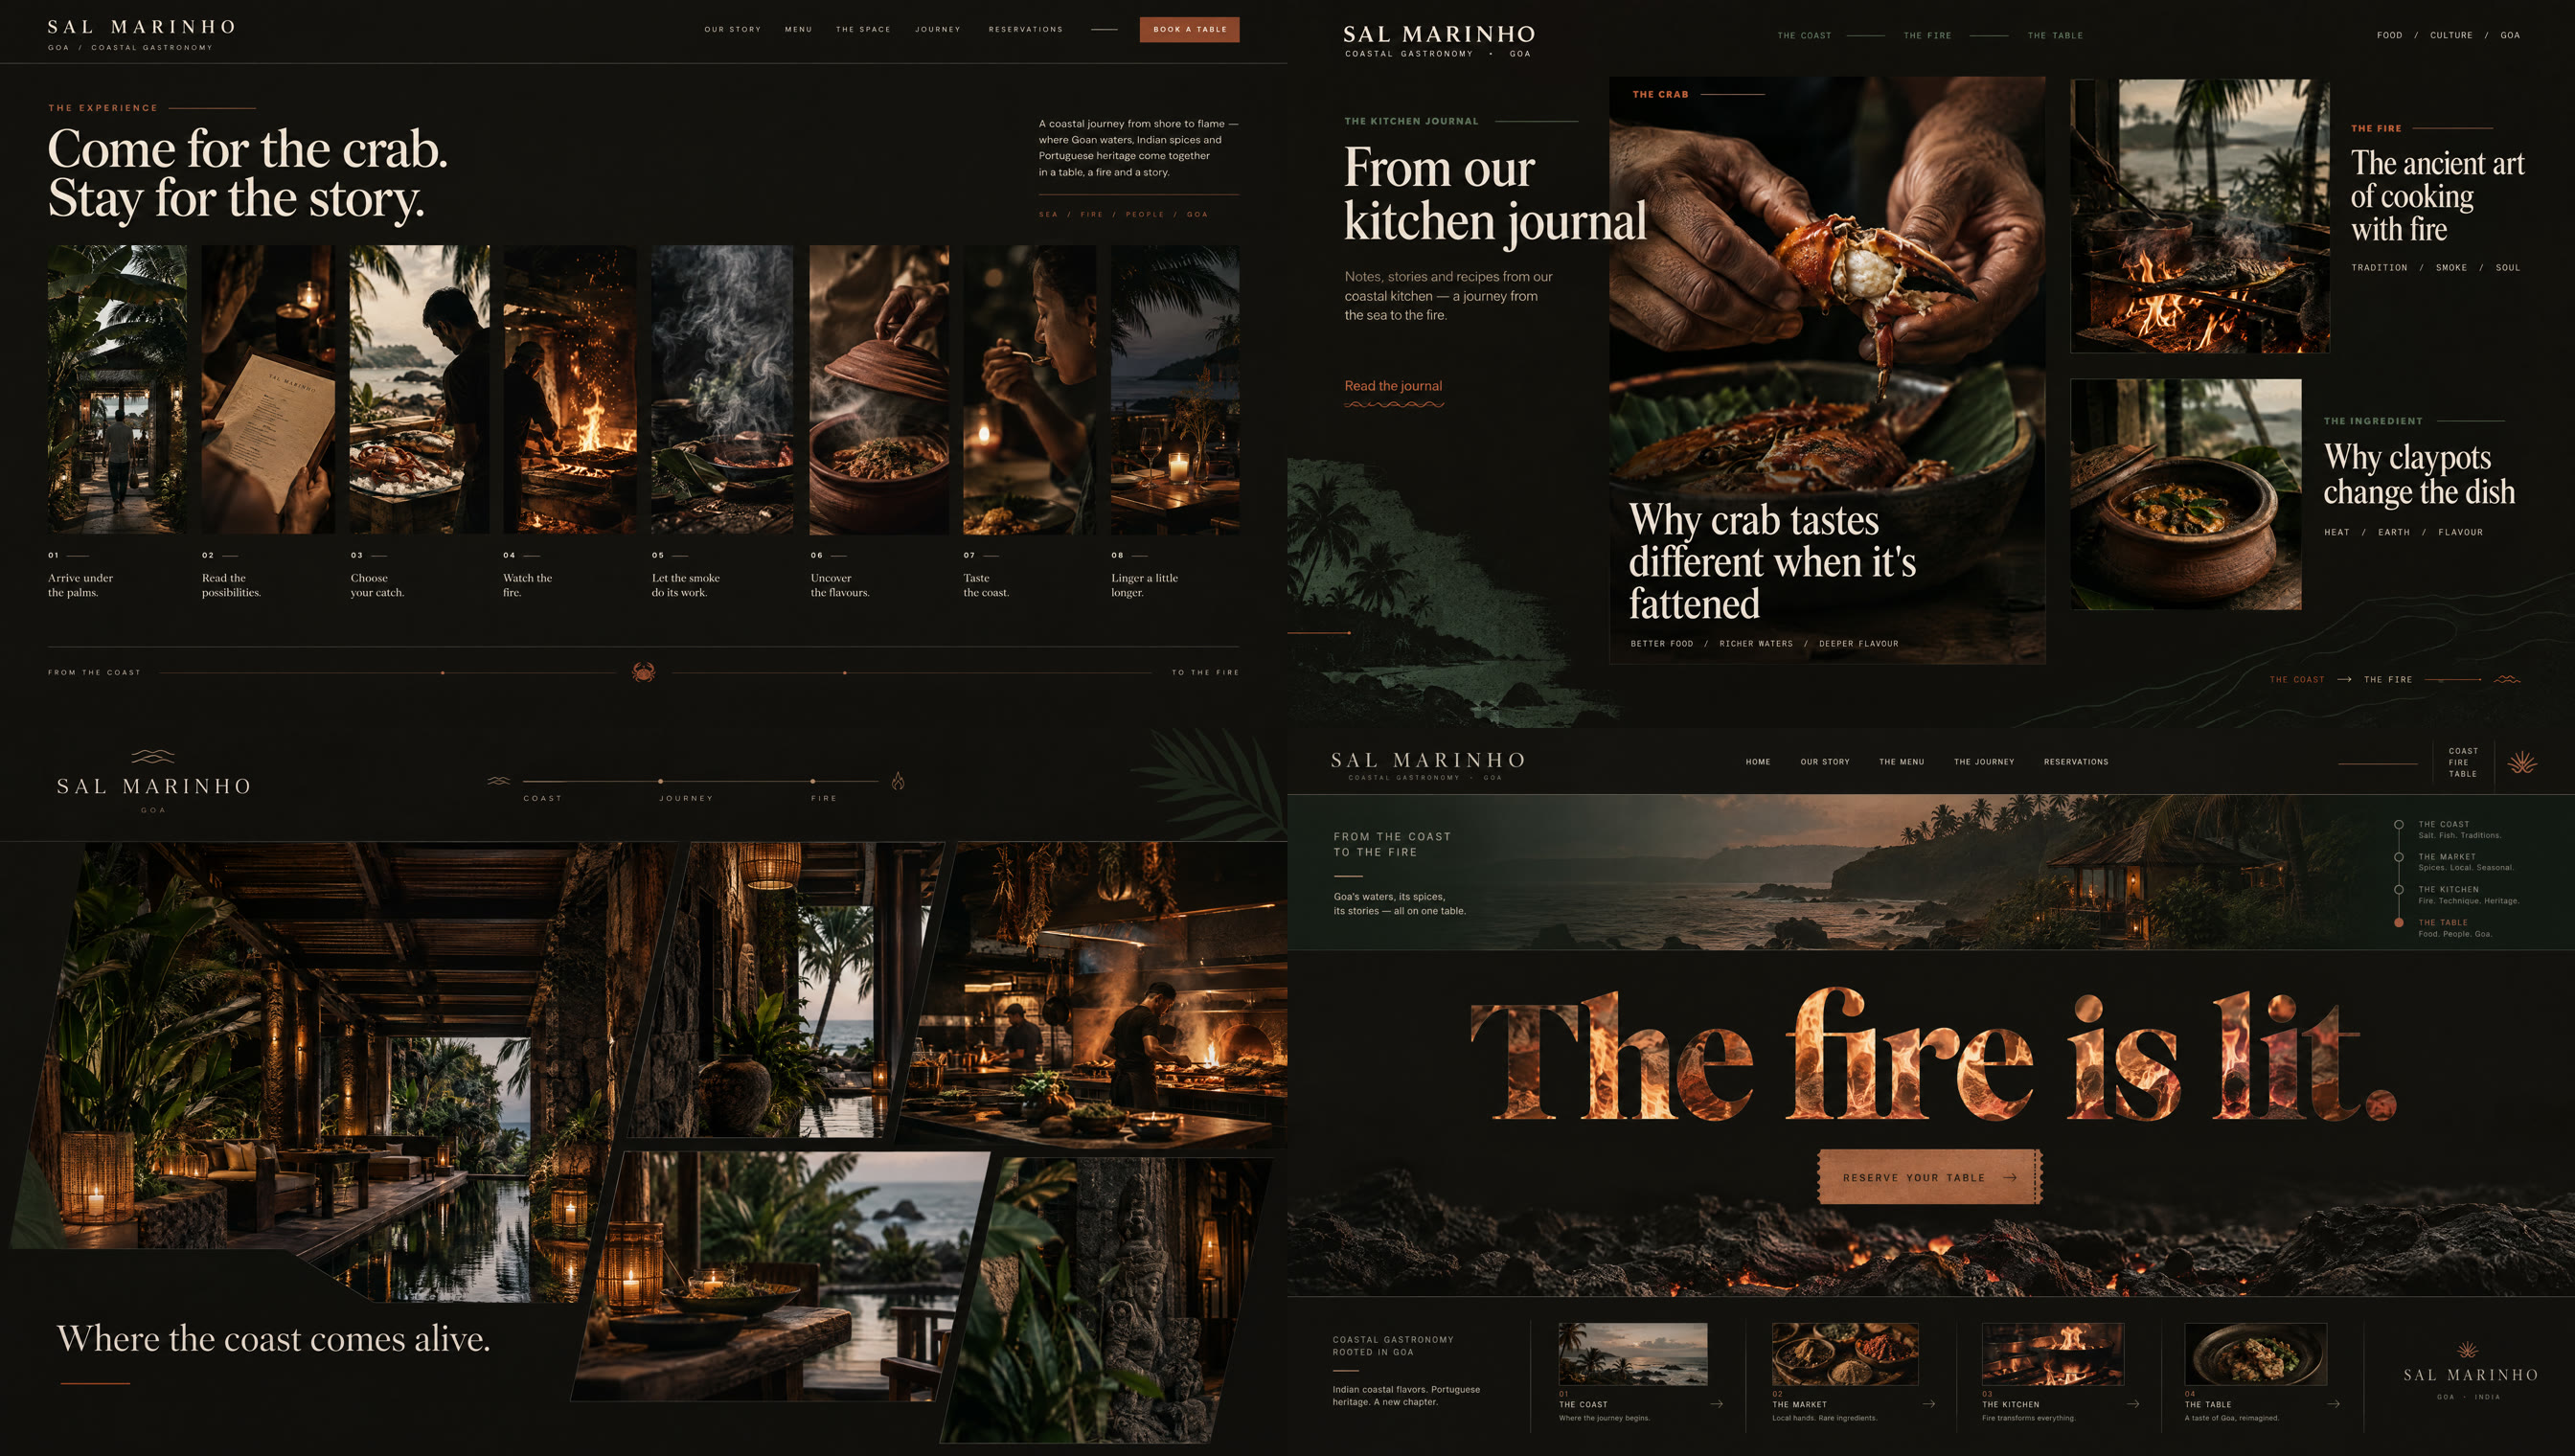 SAL MARINHO
GOA / COASTAL GASTRONOMY
OUR STORY
MENU
THE SPACE
JOURNEY
RESERVATIONS
BOOK A TABLE
THE EXPERIENCE
Come for the crab.
Stay for the story.
A coastal journey from shore to flame —
where Goan waters, Indian spices and
Portuguese heritage come together
in a table, a fire and a story.
SEA / FIRE / PEOPLE / GOA
SAL MARINHO
01
Arrive under
the palms.
02
Read the
possibilities.
03
Choose
your catch.
04
Watch the
fire.
05
Let the smoke
do its work.
06
Uncover
the flavours.
07
Taste
the coast.
08
Linger a little
longer.
FROM THE COAST
TO THE FIRE
SAL MARINHO
COASTAL GASTRONOMY • GOA
THE COAST
THE FIRE
THE TABLE
FOOD / CULTURE / GOA
THE KITCHEN JOURNAL
From our
kitchen journal
Notes, stories and recipes from our
coastal kitchen — a journey from
the sea to the fire.
Read the journal
THE CRAB
Why crab tastes
different when it's
fattened
BETTER FOOD / RICHER WATERS / DEEPER FLAVOUR
THE FIRE
The ancient art
of cooking
with fire
TRADITION / SMOKE / SOUL
THE INGREDIENT
Why claypots
change the dish
HEAT / EARTH / FLAVOUR
THE COAST → THE FIRE
SAL MARINHO
GOA
COAST
JOURNEY
FIRE
Where the coast comes alive.
SAL MARINHO
COASTAL GASTRONOMY - GOA
HOME
OUR STORY
THE MENU
THE JOURNEY
RESERVATIONS
COAST
FIRE
TABLE
FROM THE COAST
TO THE FIRE
Goa's waters, its spices,
its stories — all on one table.
THE COAST
Salt. Fish. Traditions.
THE MARKET
Spices. Local. Seasonal.
THE KITCHEN
Fire. Technique. Heritage.
THE TABLE
Food. People. Goa.
The fire is lit.
RESERVE YOUR TABLE →
COASTAL GASTRONOMY
ROOTED IN GOA
Indian coastal flavors. Portuguese
heritage. A new chapter.
01
THE COAST →
Where the journey begins.
02
THE MARKET →
Local hands. Rare ingredients.
03
THE KITCHEN →
Fire transforms everything.
04
THE TABLE →
A taste of Goa, reimagined.
SAL MARINHO
GOA - INDIA